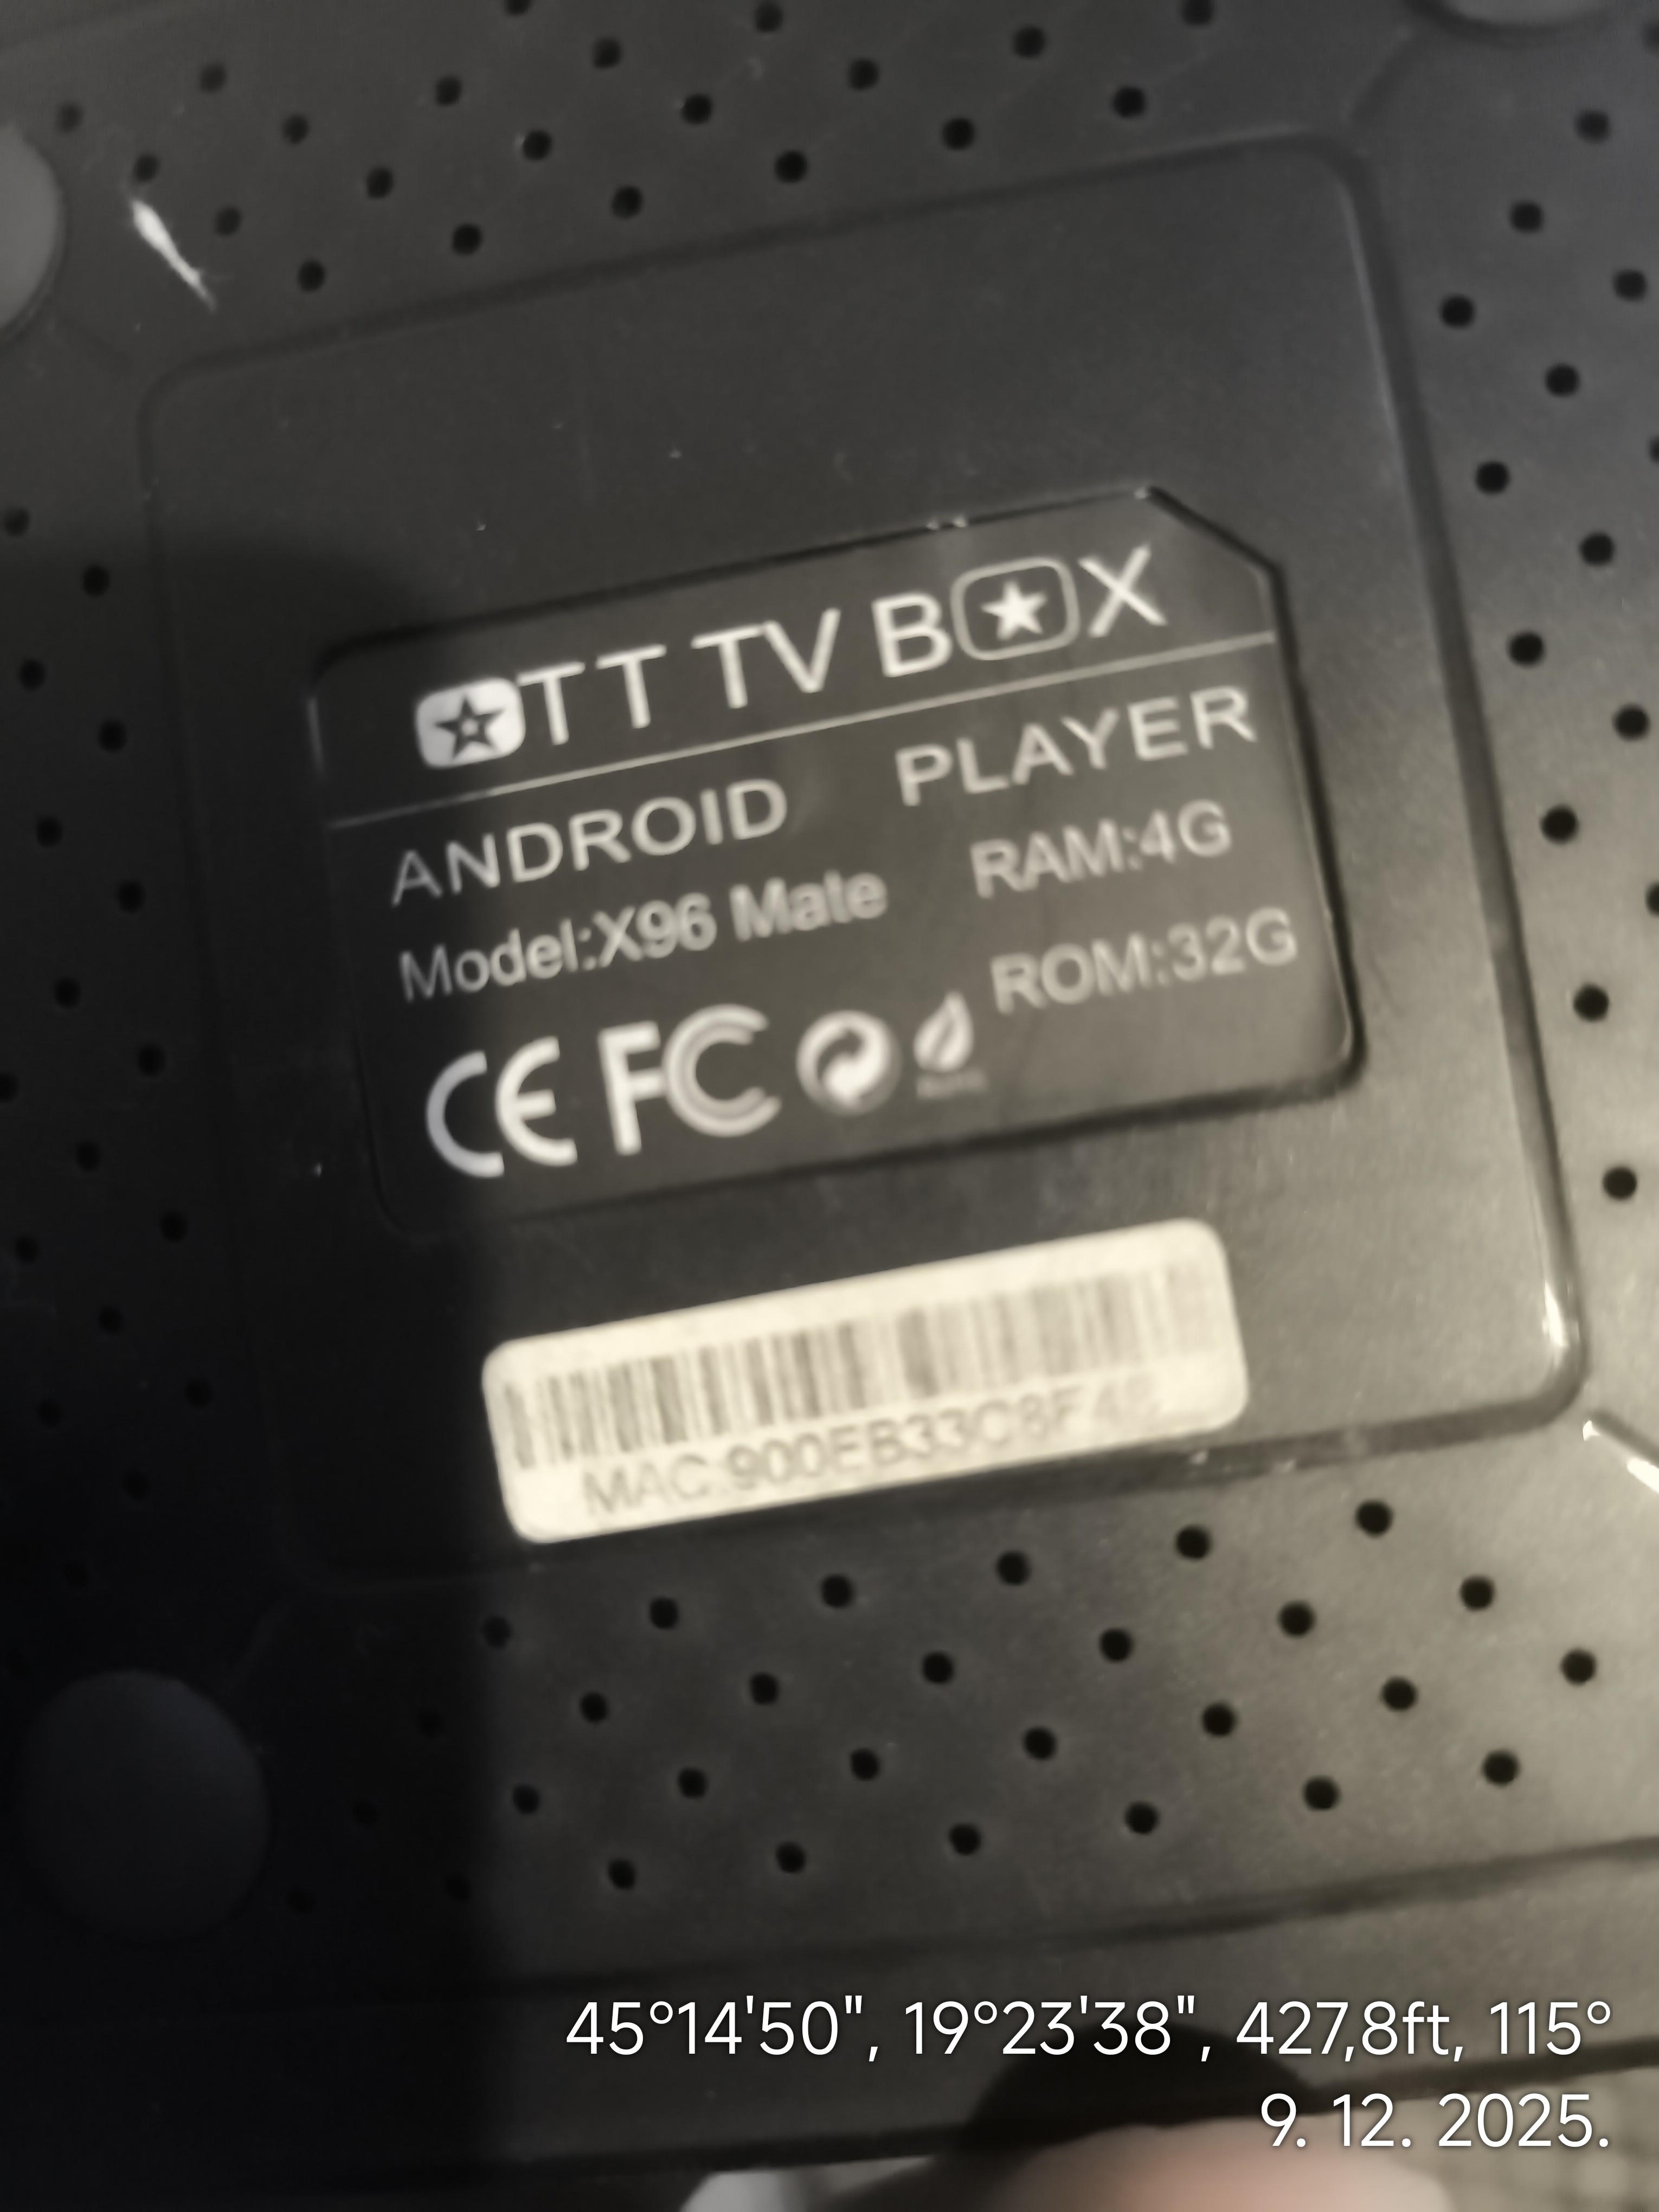 OTT TV BOX
ANDROID PLAYER
Model:X96 Mate RAM:4G
ROM:32G
CE FC
45°14'50", 19°23'38", 427,8ft, 115°
9. 12. 2025.